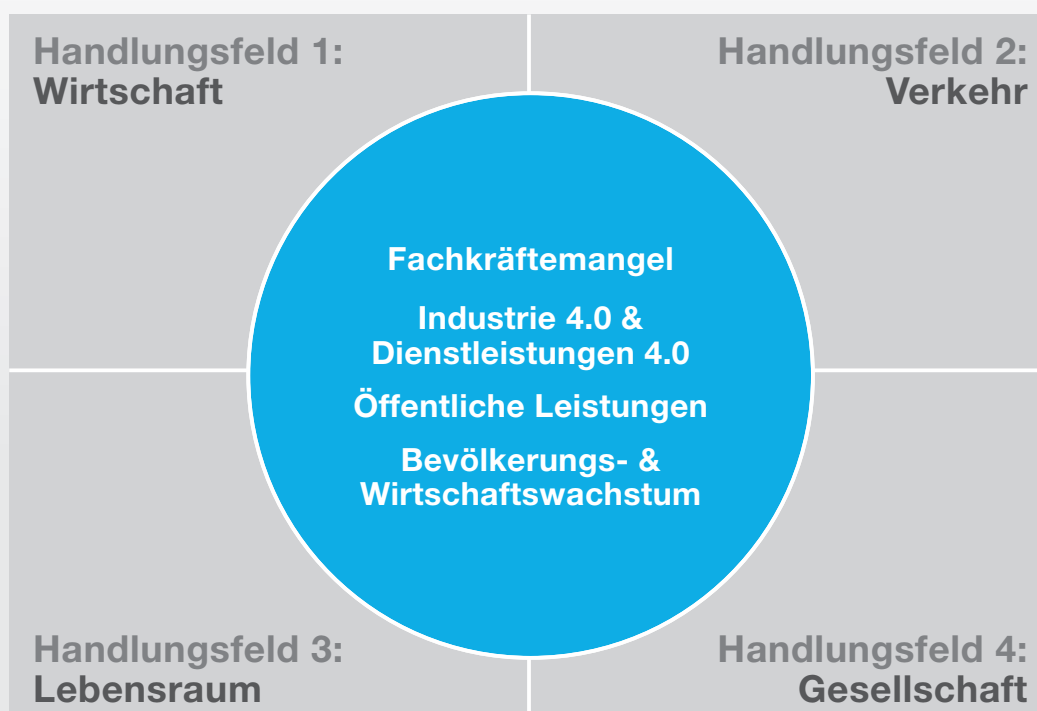 Handlungsfeld 1:
Wirtschaft
Handlungsfeld 2:
Verkehr
Fachkräftemangel
Industrie 4.0 &
Dienstleistungen 4.0
Öffentliche Leistungen
Bevölkerungs- &
Wirtschaftswachstum
Handlungsfeld 3:
Lebensraum
Handlungsfeld 4:
Gesellschaft